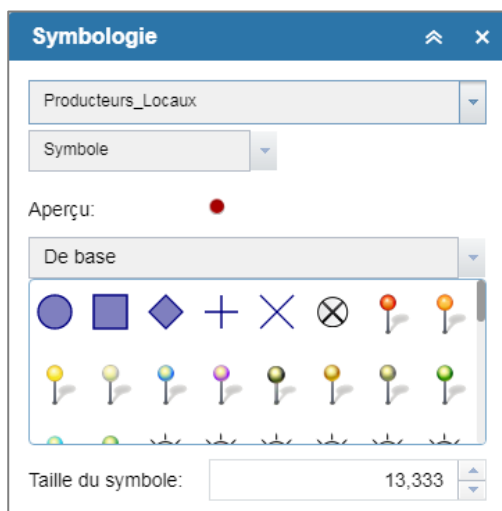 Symbologie
Producteurs_Locaux
Symbole
Aperçu:
De base
Taille du symbole: 13,333